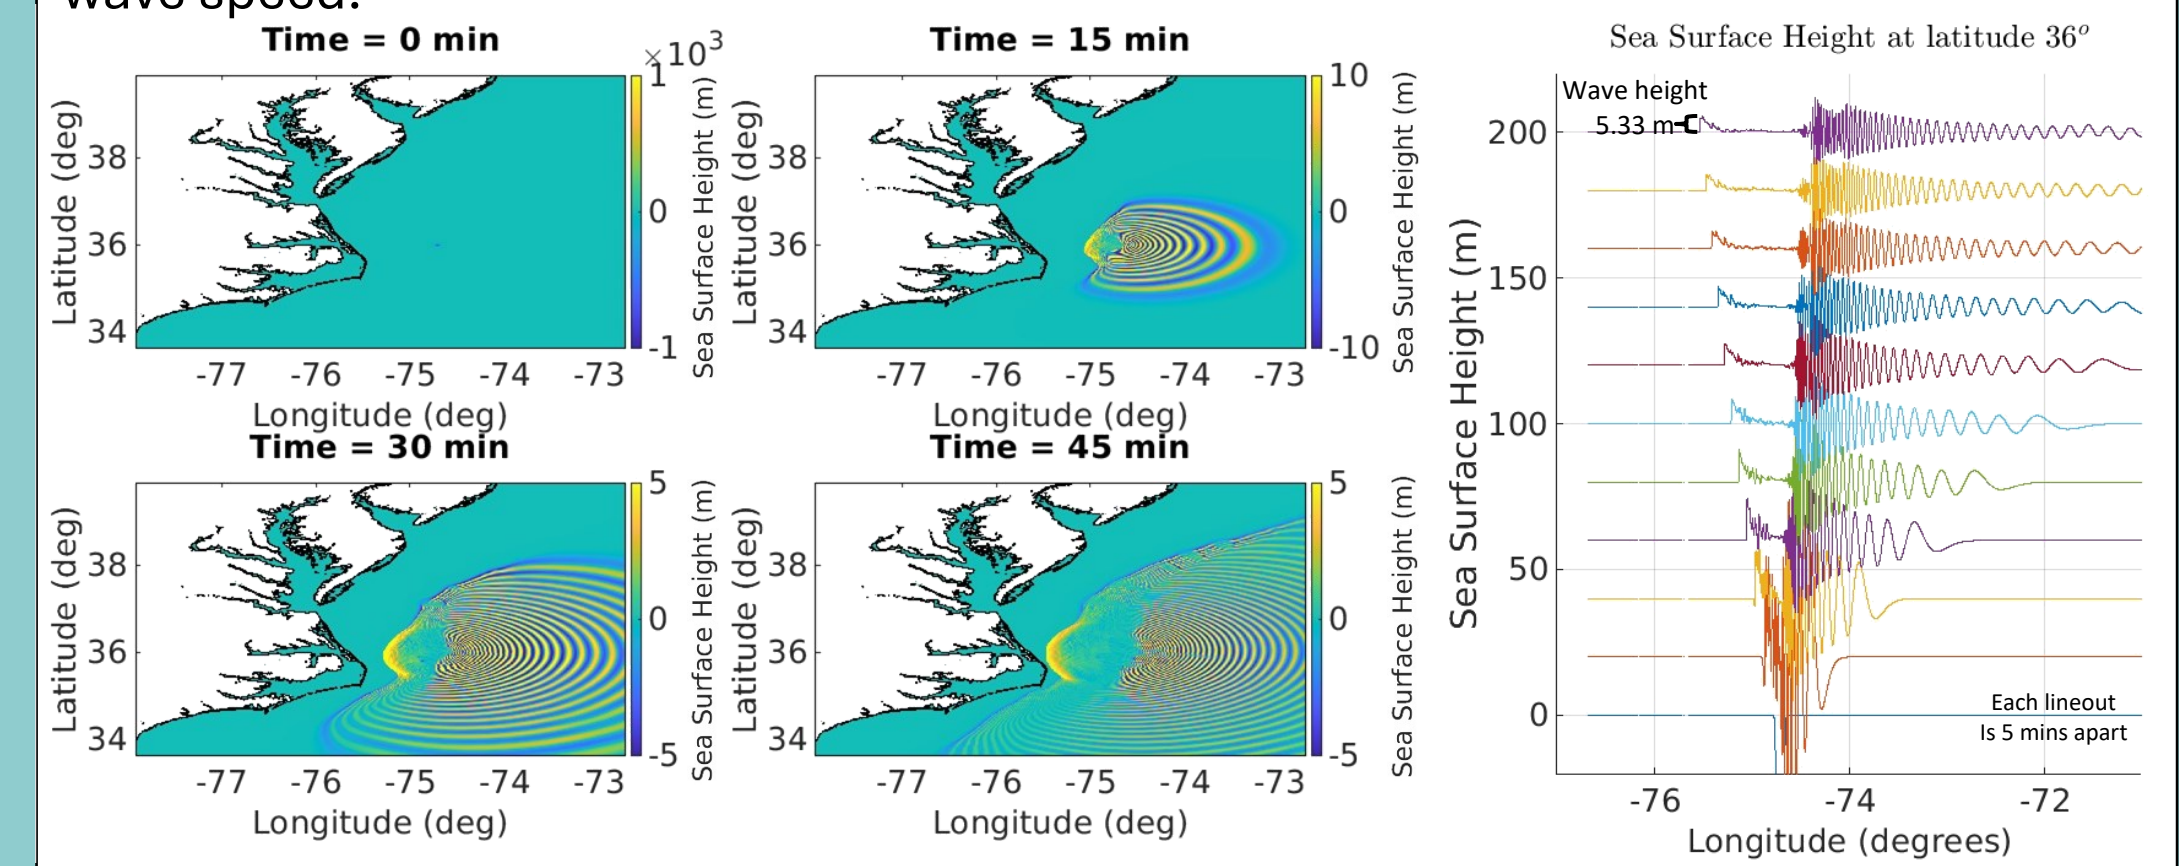 wave speed.
Time = 0 min
×10³
1
0
-1
Sea Surface Height (m)
38
36
34
Latitude (deg)
-77 -76 -75 -74 -73
Longitude (deg)
Time = 15 min
10
0
-10
Sea Surface Height (m)
38
36
34
Latitude (deg)
-77 -76 -75 -74 -73
Longitude (deg)
Time = 30 min
5
0
-5
Sea Surface Height (m)
38
36
34
Latitude (deg)
-77 -76 -75 -74 -73
Longitude (deg)
Time = 45 min
5
0
-5
Sea Surface Height (m)
38
36
34
Latitude (deg)
-77 -76 -75 -74 -73
Longitude (deg)
Sea Surface Height at latitude 36º
Wave height
5.33 m
200
150
100
50
0
Sea Surface Height (m)
Each lineout
Is 5 mins apart
-76 -74 -72
Longitude (degrees)